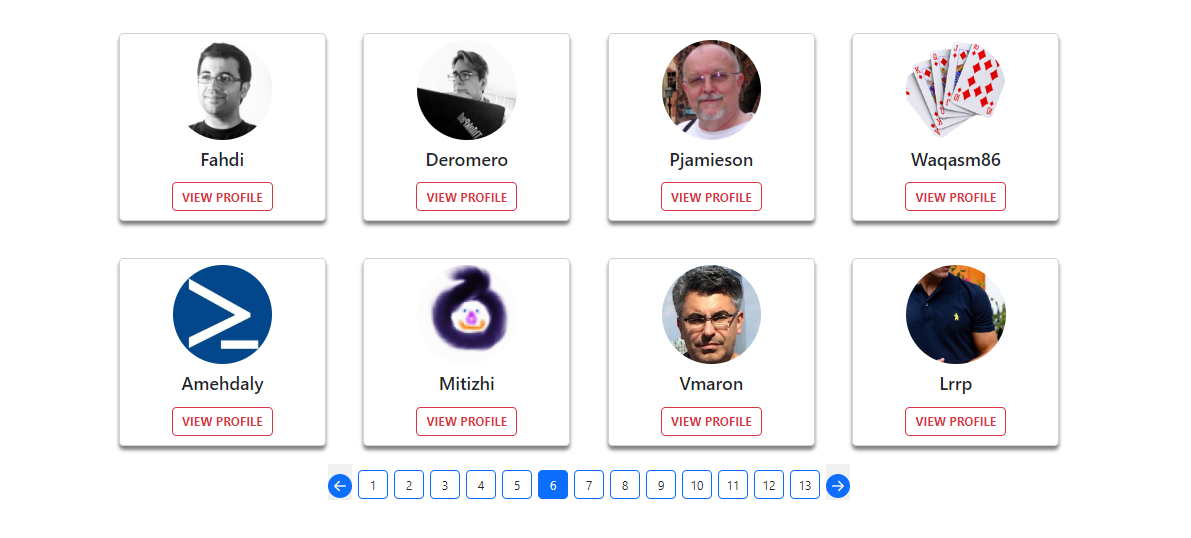 Fahdi Deromero Pjamieson Waqasm86
VIEW PROFILE VIEW PROFILE VIEW PROFILE VIEW PROFILE
Amehdaly Mitizhi Vmaron Lrrp
VIEW PROFILE VIEW PROFILE VIEW PROFILE VIEW PROFILE
1 2 3 4 5 6 7 8 9 10 11 12 13